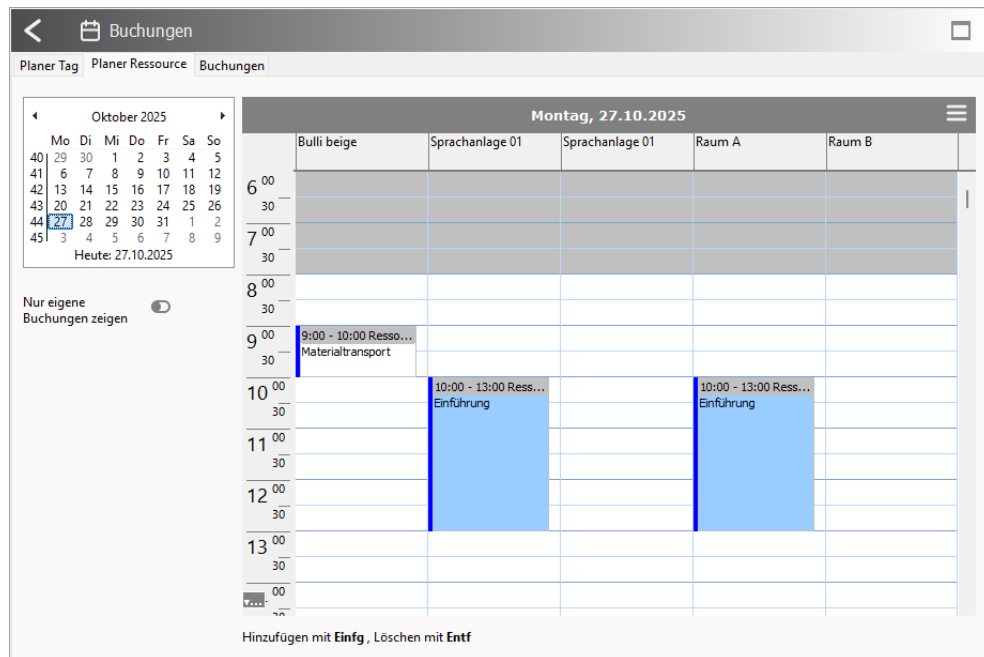 Buchungen
Planer Tag Planer Ressource Buchungen
Oktober 2025
Mo Di Mi Do Fr Sa So
40 29 30 1 2 3 4 5
41 6 7 8 9 10 11 12
42 13 14 15 16 17 18 19
43 20 21 22 23 24 25 26
44 27 28 29 30 31 1 2
45 3 4 5 6 7 8 9
Heute: 27.10.2025
Nur eigene
Buchungen zeigen
Montag, 27.10.2025
Bulli beige Sprachanlage 01 Sprachanlage 01 Raum A Raum B
6 00
30
7 00
30
8 00
30
9 00 9:00 - 10:00 Resso...
Materialtransport
30
10 00 10:00 - 13:00 Ress... 10:00 - 13:00 Ress...
Einführung Einführung
30
11 00
30
12 00
30
13 00
30
00
Hinzufügen mit Einfg , Löschen mit Entf